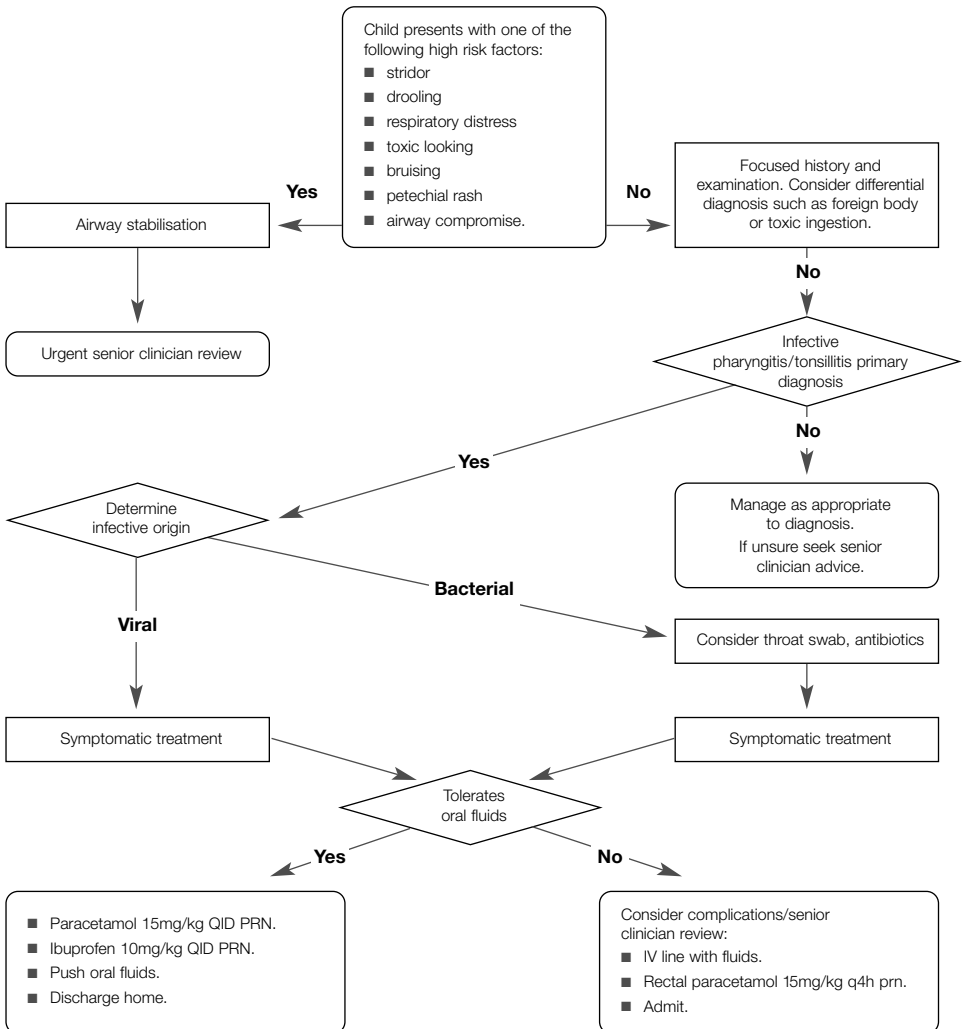 Child presents with one of the
following high risk factors:
■ stridor
■ drooling
■ respiratory distress
■ toxic looking
■ bruising
■ petechial rash
■ airway compromise.
Yes
No
Airway stabilisation
Focused history and
examination. Consider differential
diagnosis such as foreign body
or toxic ingestion.
No
Urgent senior clinician review
Infective
pharyngitis/tonsillitis primary
diagnosis
No
Yes
Manage as appropriate
to diagnosis.
If unsure seek senior
clinician advice.
Determine
infective origin
Bacterial
Viral
Consider throat swab, antibiotics
Symptomatic treatment
Symptomatic treatment
Tolerates
oral fluids
Yes
No
■ Paracetamol 15mg/kg QID PRN.
■ Ibuprofen 10mg/kg QID PRN.
■ Push oral fluids.
■ Discharge home.
Consider complications/senior
clinician review:
■ IV line with fluids.
■ Rectal paracetamol 15mg/kg q4h prn.
■ Admit.